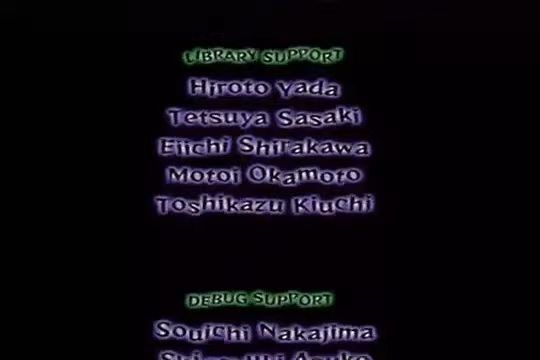 LIBRARY SUPPORT
Hiroto Yada
Tetsuya Sasaki
Eiichi Shirakawa
Motoi Okamoto
Toshikazu Kiuchi
DEBUG SUPPORT
Souichi Nakajima